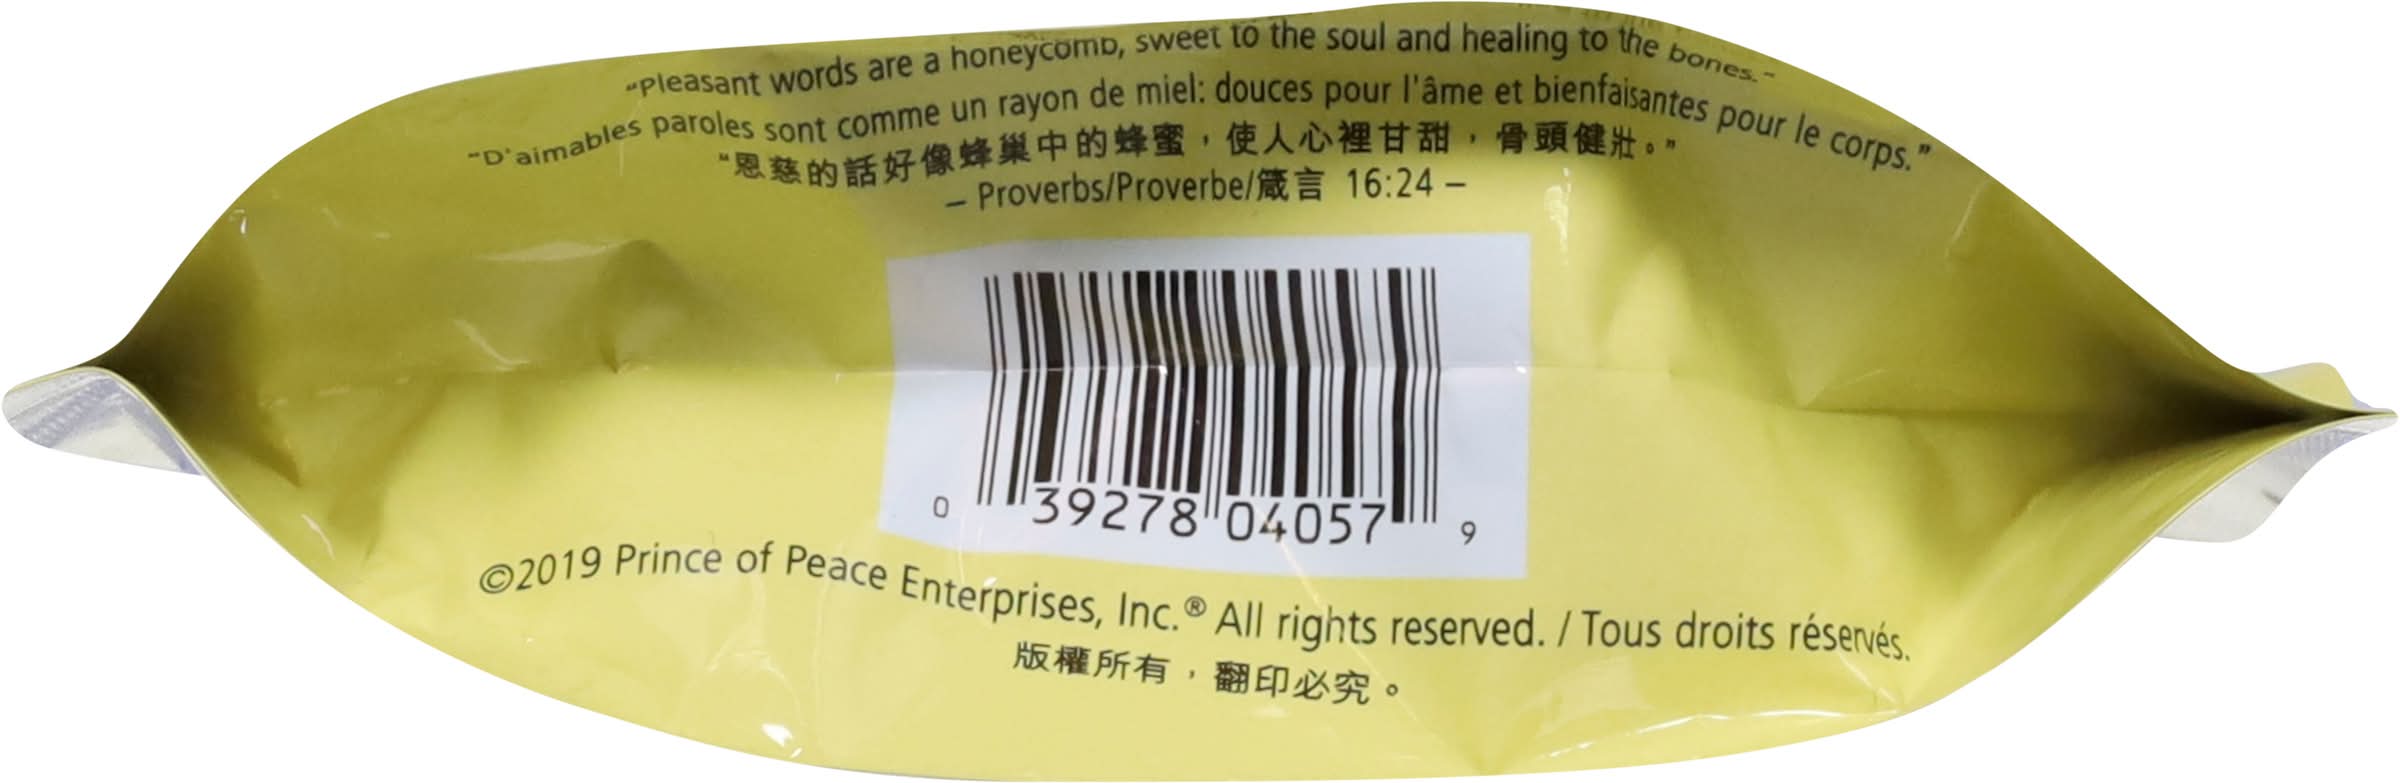 "Pleasant words are a honeycomb, sweet to the soul and healing to the bones."
"D'aimables paroles sont comme un rayon de miel: douces pour l'âme et bienfaisantes pour le corps."
"恩慈的話好像蜂巢中的蜂蜜，使人心裡甘甜，骨頭健壯。"
– Proverbs/Proverbe/箴言 16:24 –
0 39278 04057 9
©2019 Prince of Peace Enterprises, Inc.® All rights reserved. / Tous droits réservés.
版權所有，翻印必究。